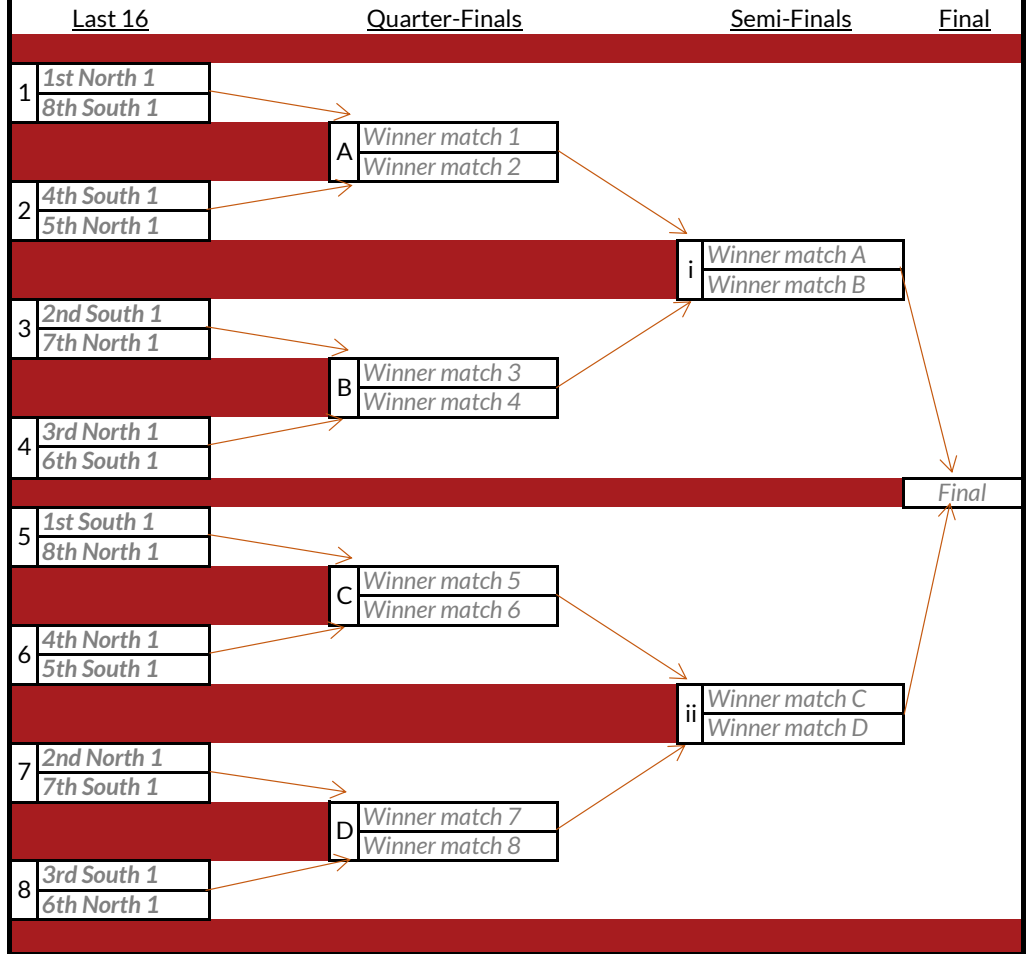 Last 16 Quarter-Finals Semi-Finals Final
1
1st North 1
8th South 1
A
Winner match 1
Winner match 2
2
4th South 1
5th North 1
i
Winner match A
Winner match B
3
2nd South 1
7th North 1
B
Winner match 3
Winner match 4
4
3rd North 1
6th South 1
Final
5
1st South 1
8th North 1
C
Winner match 5
Winner match 6
6
4th North 1
5th South 1
ii
Winner match C
Winner match D
7
2nd North 1
7th South 1
D
Winner match 7
Winner match 8
8
3rd South 1
6th North 1